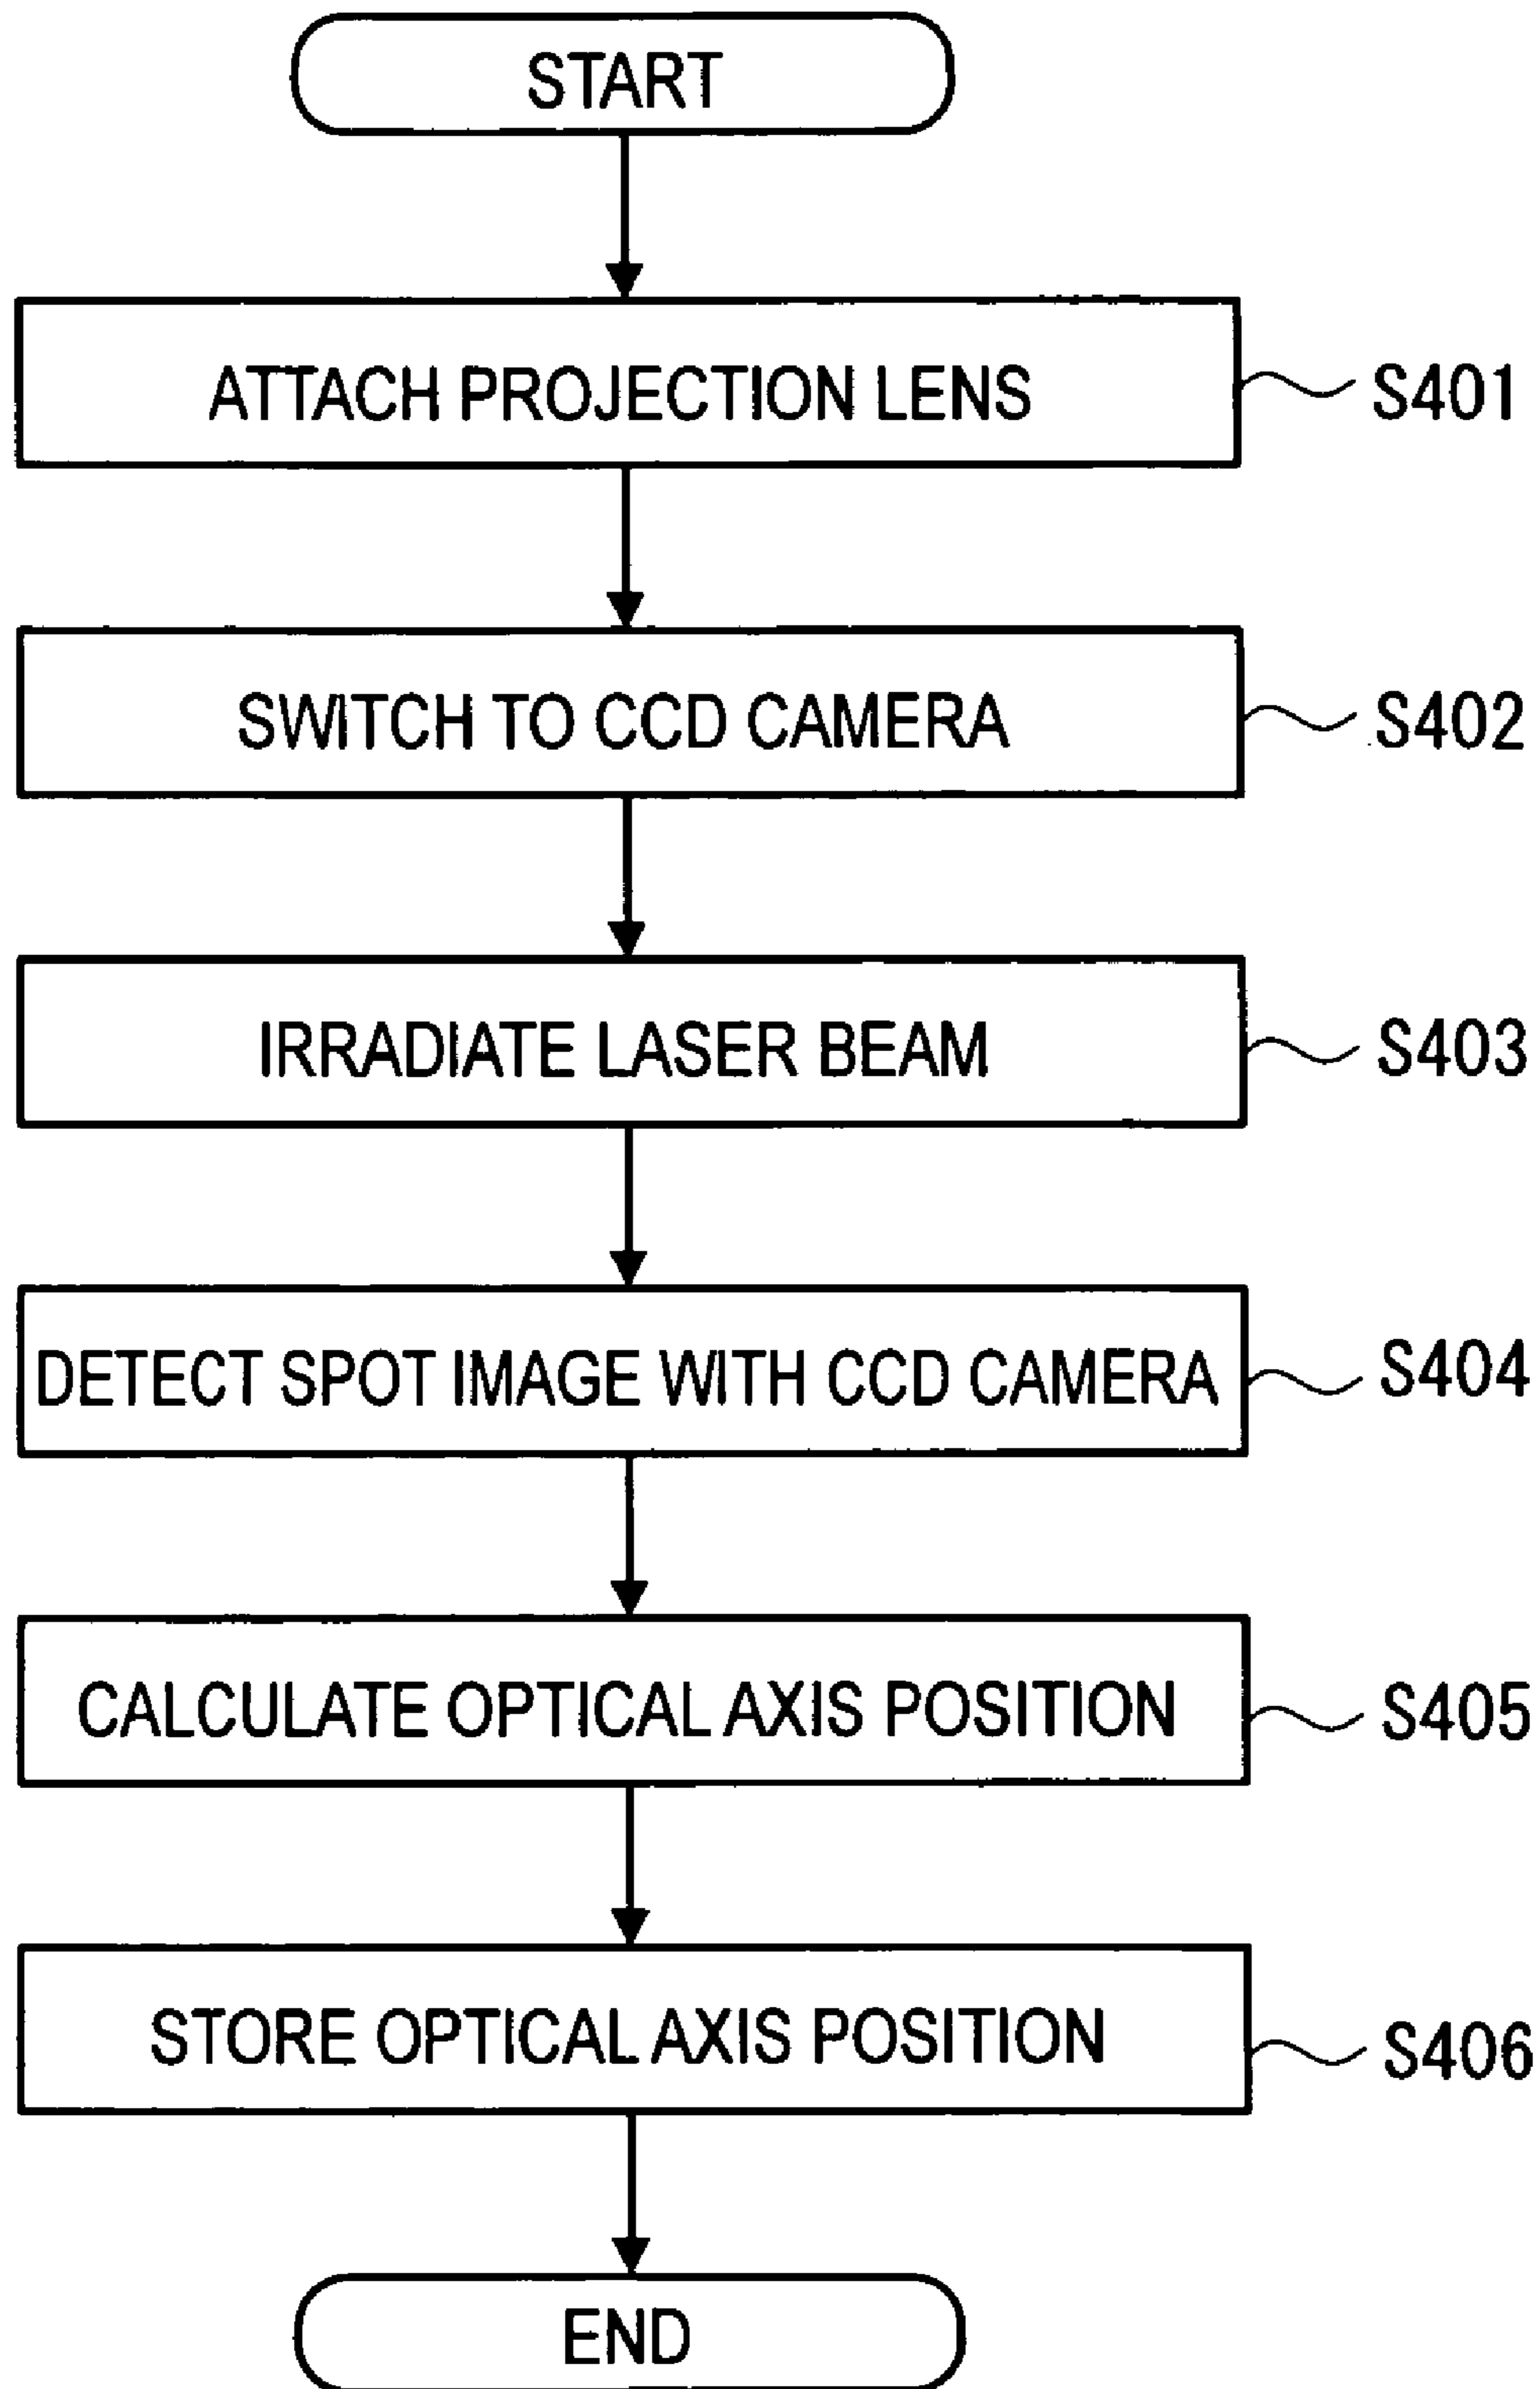 START
ATTACH PROJECTION LENS
S401
SWITCH TO CCD CAMERA
S402
IRRADIATE LASER BEAM
S403
DETECT SPOT IMAGE WITH CCD CAMERA
S404
CALCULATE OPTICAL AXIS POSITION
S405
STORE OPTICAL AXIS POSITION
S406
END